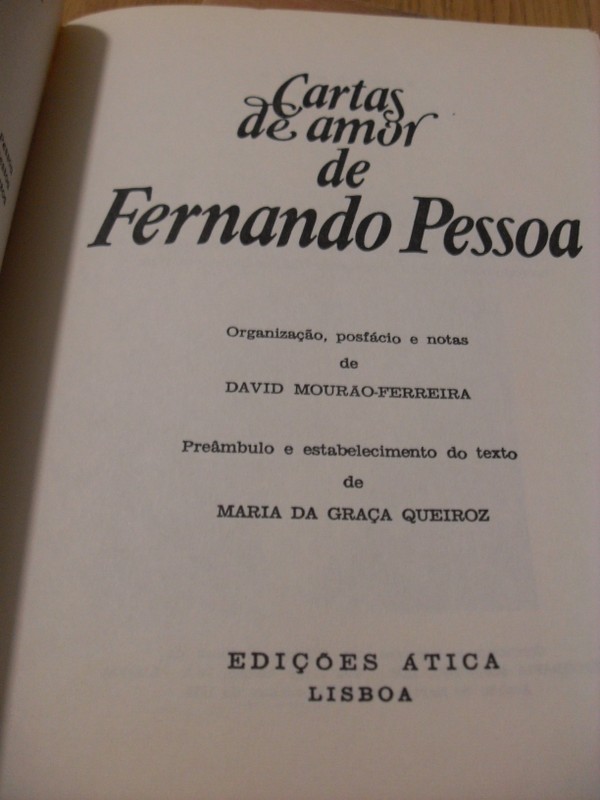 Cartas
de amor
de
Fernando Pessoa
Organização, posfácio e notas
de
DAVID MOURÃO-FERREIRA
Preâmbulo e estabelecimento do texto
de
MARIA DA GRAÇA QUEIROZ
EDIÇÕES ÁTICA
LISBOA